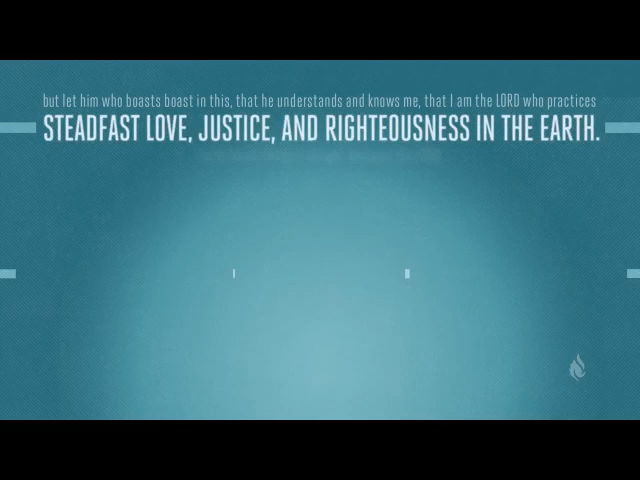 but let him who boasts boast in this, that he understands and knows me, that I am the LORD who practices
STEADFAST LOVE, JUSTICE, AND RIGHTEOUSNESS IN THE EARTH.